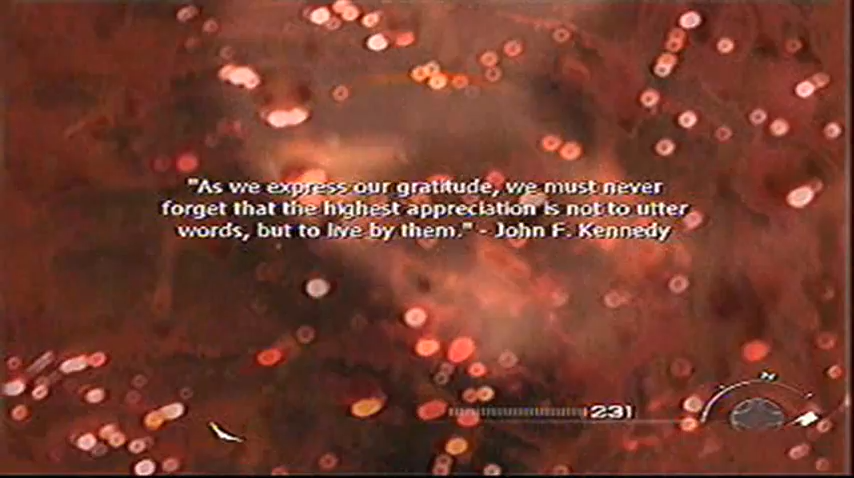 "As we express our gratitude, we must never
forget that the highest appreciation is not to utter
words, but to live by them." - John F. Kennedy
231
N